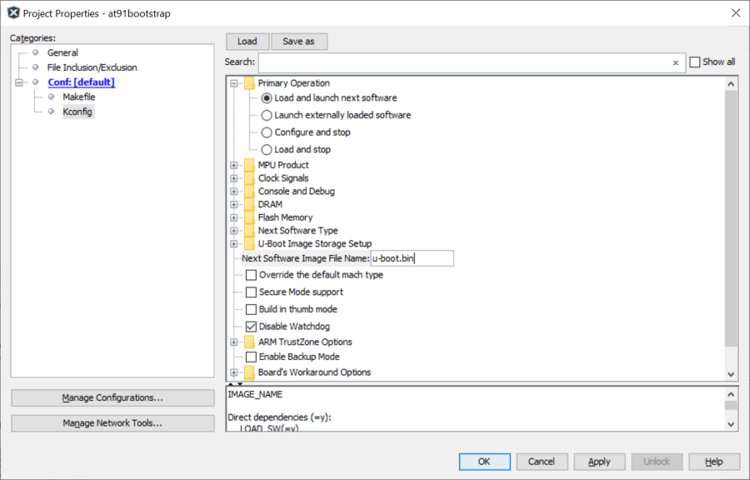 Project Properties - at91bootstrap
Categories:
General
File Inclusion/Exclusion
Conf: [default]
Makefile
Kconfig
Manage Configurations...
Manage Network Tools...
Load
Save as
Search:
Show all
Primary Operation
Load and launch next software
Launch externally loaded software
Configure and stop
Load and stop
MPU Product
Clock Signals
Console and Debug
DRAM
Flash Memory
Next Software Type
U-Boot Image Storage Setup
Next Software Image File Name: u-boot.bin
Override the default mach type
Secure Mode support
Build in thumb mode
Disable Watchdog
ARM TrustZone Options
Enable Backup Mode
Board's Workaround Options
IMAGE_NAME
Direct dependencies (=y):
LOAD_SW(=y)
OK
Cancel
Apply
Unlock
Help